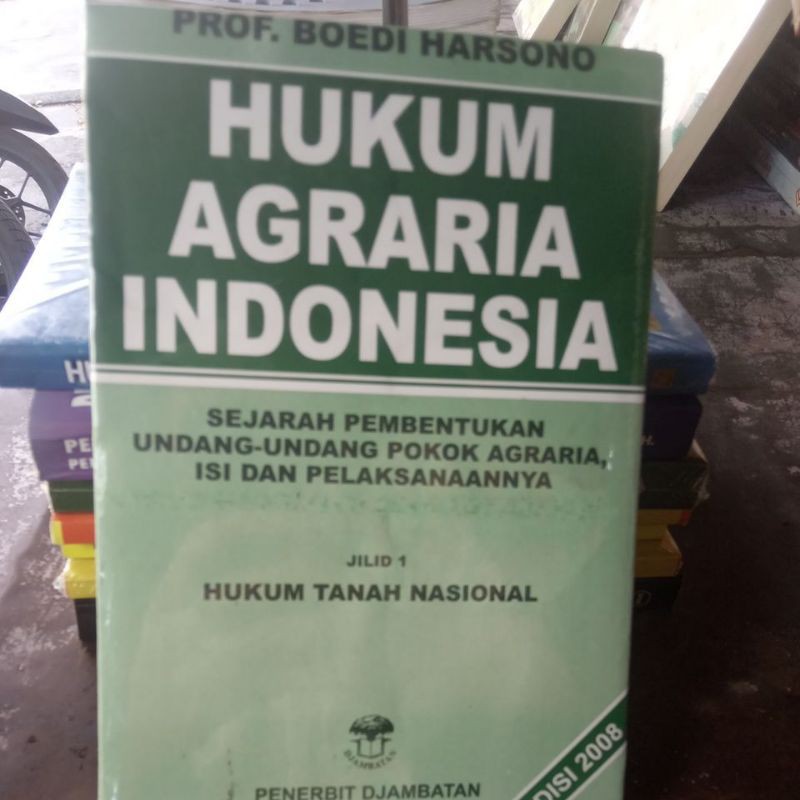 PROF. BOEDI HARSONO
HUKUM
AGRARIA
INDONESIA
SEJARAH PEMBENTUKAN
UNDANG-UNDANG POKOK AGRARIA,
ISI DAN PELAKSANAANNYA
JILID 1
HUKUM TANAH NASIONAL
DJAMBATAN
PENERBIT DJAMBATAN
EDISI 2008